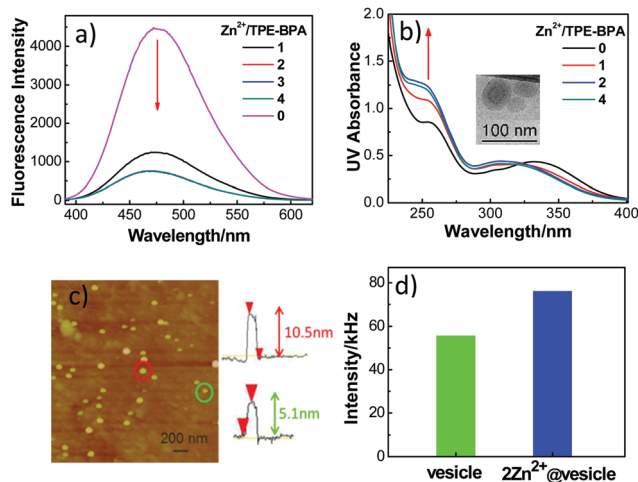 a)
Zn2+/TPE-BPA
1
2
3
4
0
4000
3000
2000
1000
500
0
Fluorescence Intensity
400 450 500 550 600
Wavelength/nm
b)
Zn2+/TPE-BPA
0
1
2
4
100 nm
2.0
1.5
1.0
0.5
0.0
UV Absorbance
250 300 350 400
Wavelength/nm
c)
200 nm
10.5nm
5.1nm
d)
80
60
40
20
0
Intensity/kHz
vesicle 2Zn2+@vesicle